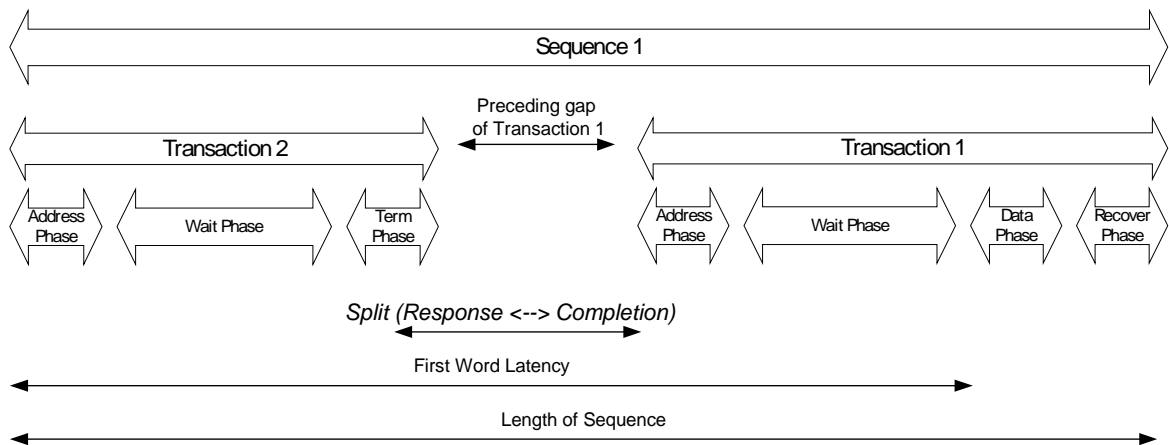 Sequence 1
Preceding gap
of Transaction 1
Transaction 2
Transaction 1
Address
Phase
Wait Phase
Term
Phase
Address
Phase
Wait Phase
Data
Phase
Recover
Phase
Split (Response <--> Completion)
First Word Latency
Length of Sequence